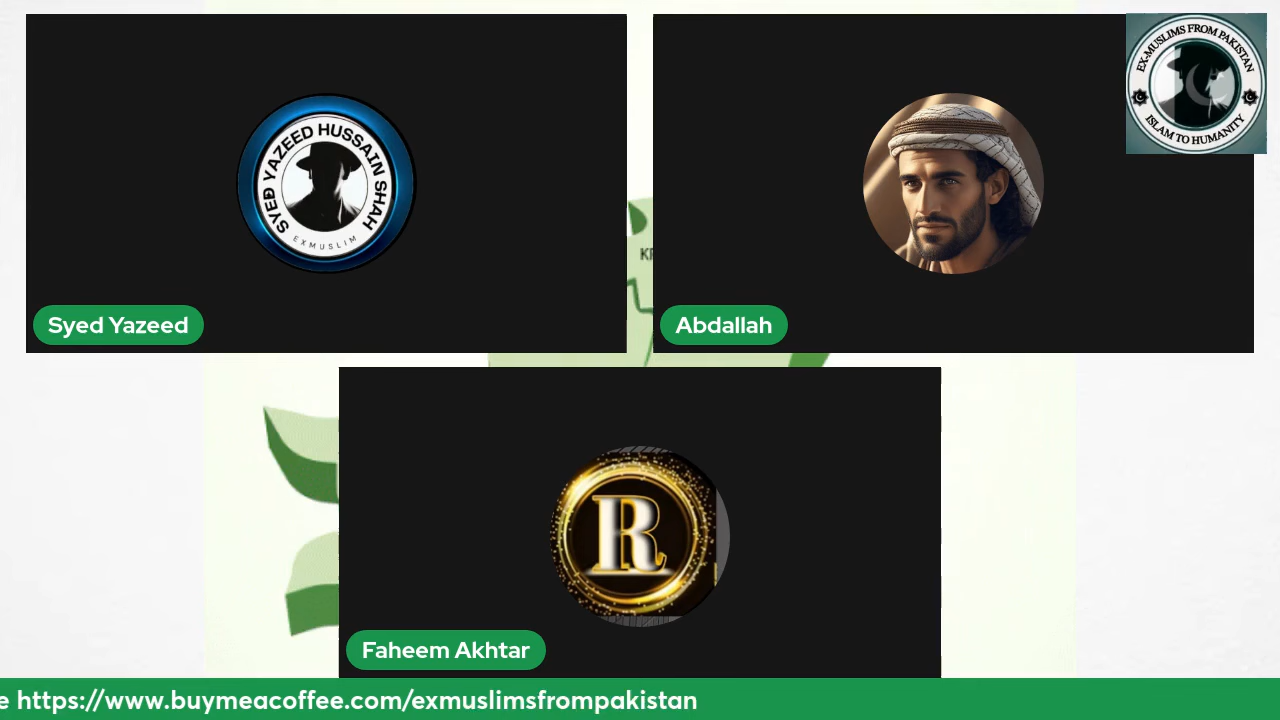 SYED YAZEED HUSSAIN SHAH
EXMUSLIM
Syed Yazeed
EX-MUSLIMS FROM PAKISTAN
ISLAM TO HUMANITY
Abdallah
R
Faheem Akhtar
e https://www.buymeacoffee.com/exmuslimsfrompakistan